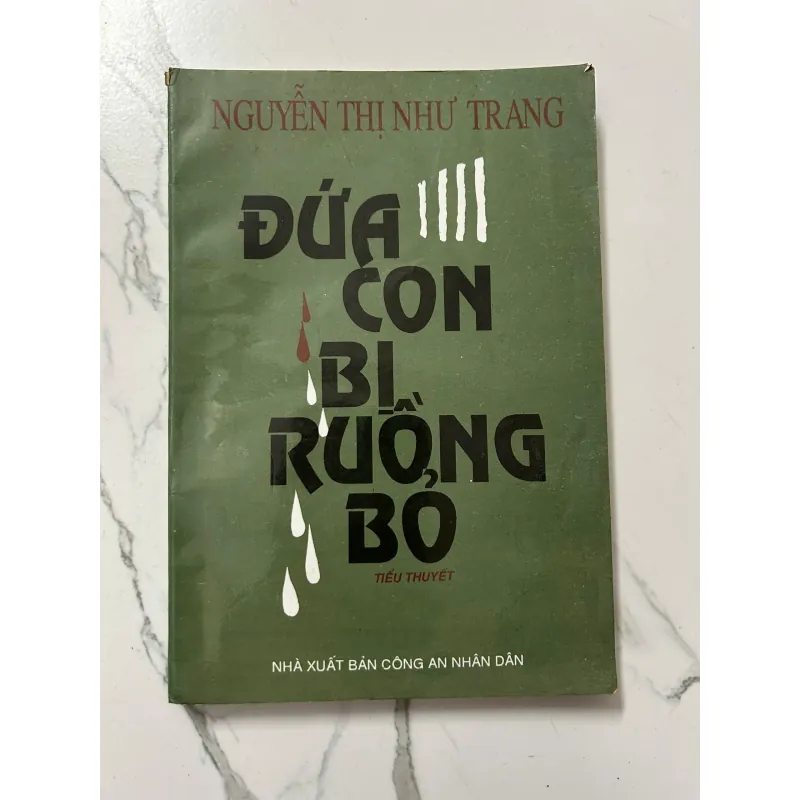 NGUYỄN THỊ NHƯ TRANG
ĐỨA
CON
BỊ
RUỒNG
BỎ
TIỂU THUYẾT
NHÀ XUẤT BẢN CÔNG AN NHÂN DÂN